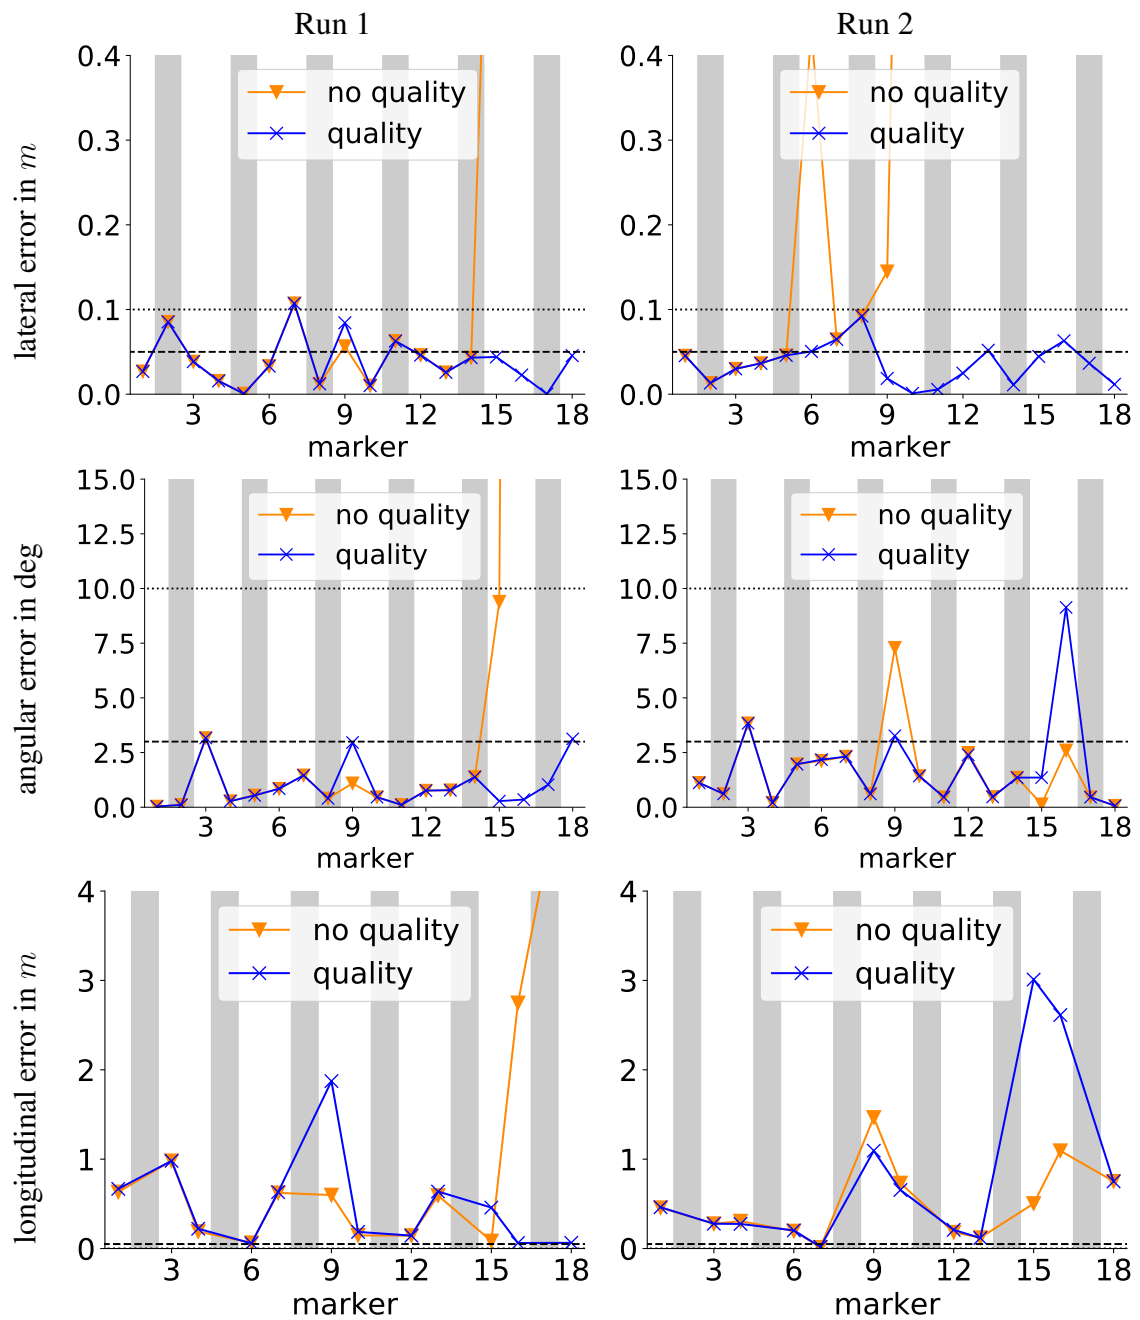 Run 1
Run 2
lateral error in m
0.4
0.3
0.2
0.1
0.0
no quality
quality
3 6 9 12 15 18
marker
0.4
0.3
0.2
0.1
0.0
no quality
quality
3 6 9 12 15 18
marker
angular error in deg
15.0
12.5
10.0
7.5
5.0
2.5
0.0
no quality
quality
3 6 9 12 15 18
marker
15.0
12.5
10.0
7.5
5.0
2.5
0.0
no quality
quality
3 6 9 12 15 18
marker
longitudinal error in m
4
3
2
1
0
no quality
quality
3 6 9 12 15 18
marker
4
3
2
1
0
no quality
quality
3 6 9 12 15 18
marker